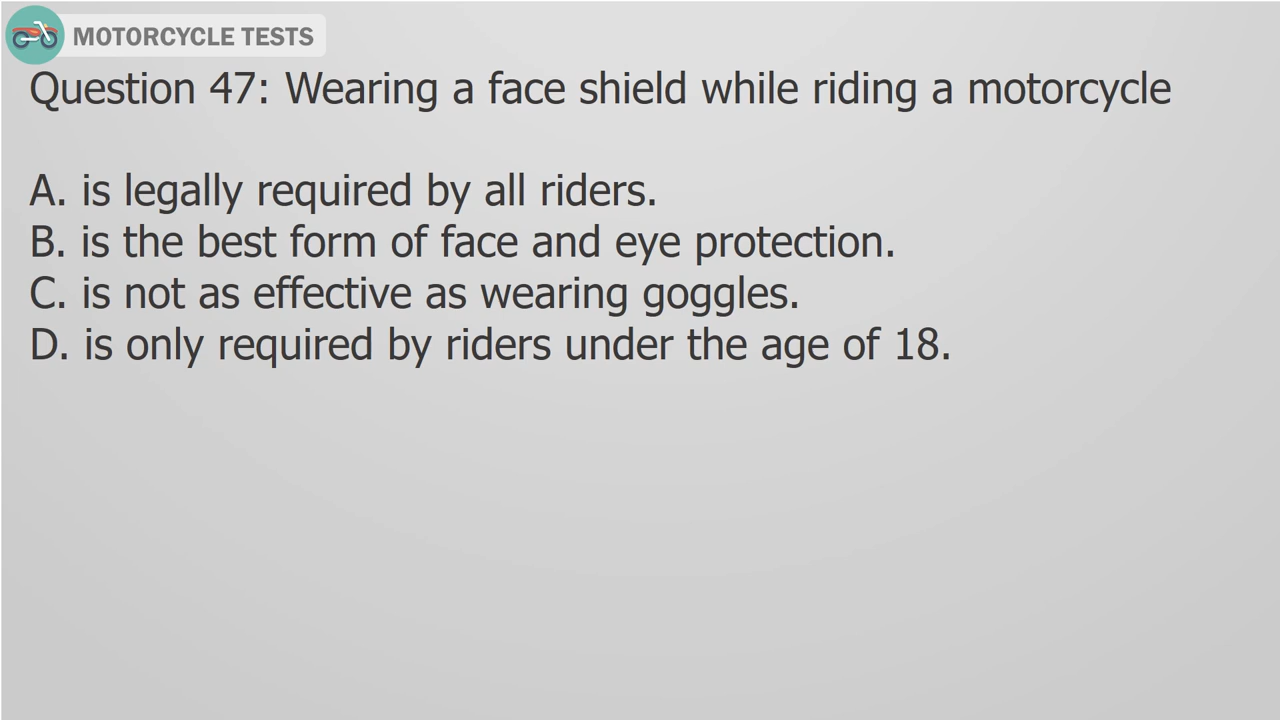 MOTORCYCLE TESTS
Question 47: Wearing a face shield while riding a motorcycle
A. is legally required by all riders.
B. is the best form of face and eye protection.
C. is not as effective as wearing goggles.
D. is only required by riders under the age of 18.